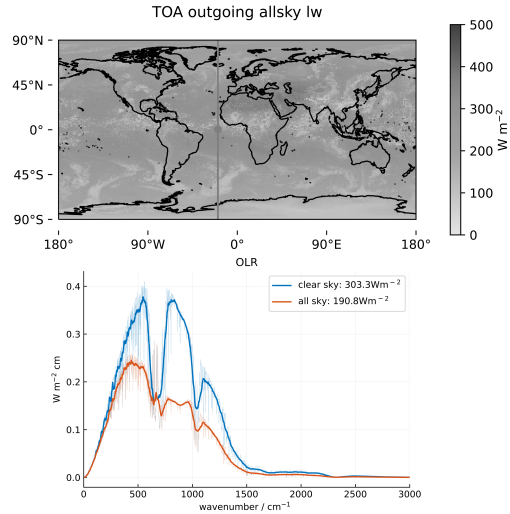 TOA outgoing allsky lw
90°N
45°N
0°
45°S
90°S
180°
90°W
0°
90°E
180°
500
400
300
200
100
0
W m⁻²
OLR
clear sky: 303.3Wm⁻²
all sky: 190.8Wm⁻²
W m⁻² cm
0.4
0.3
0.2
0.1
0.0
0
500
1000
1500
2000
2500
3000
wavenumber / cm⁻¹